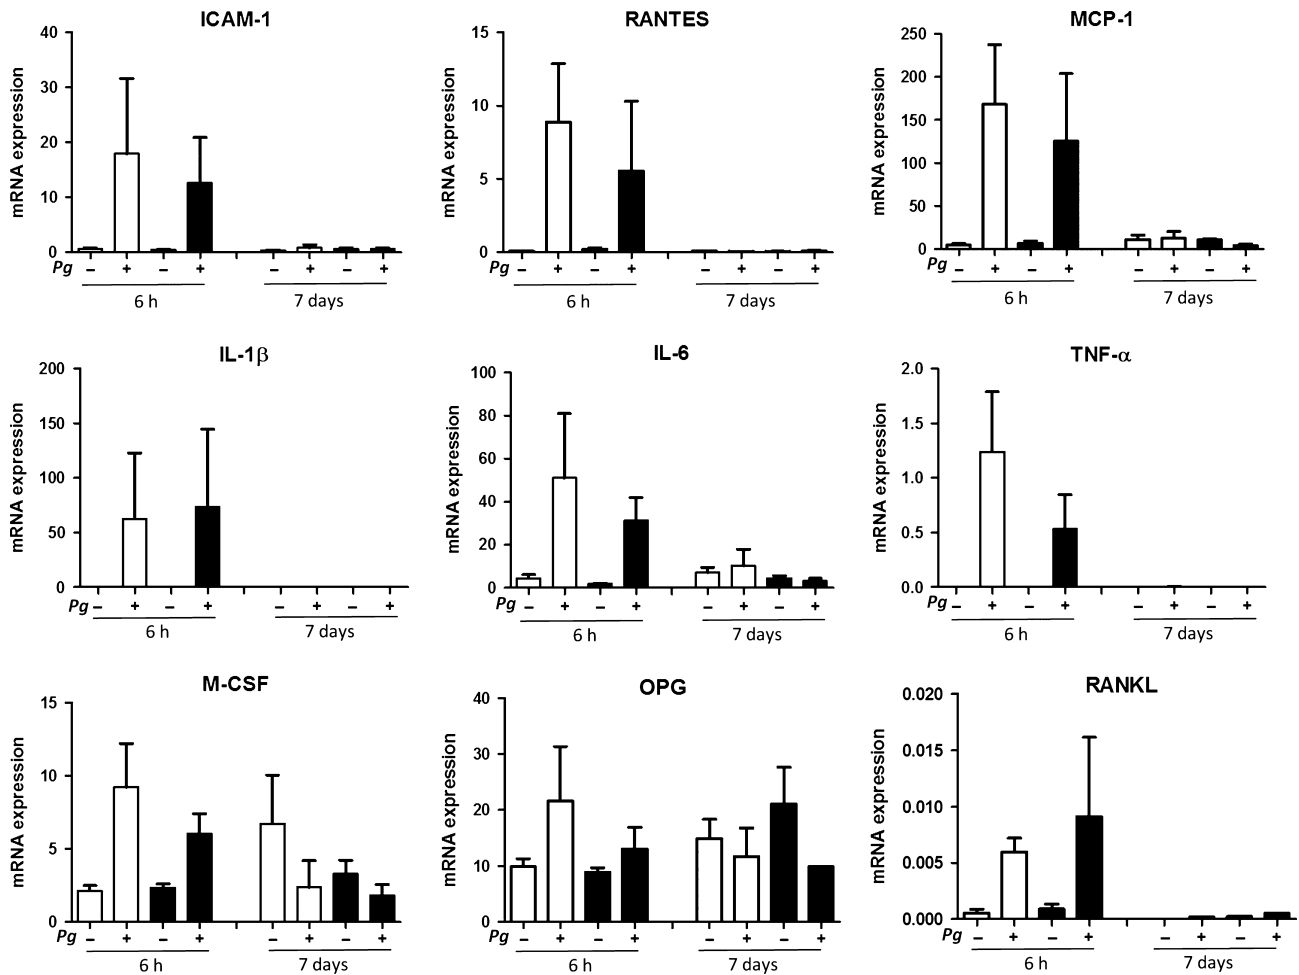 ICAM-1
40
30
20
10
0
mRNA expression
Pg – + – + – + – +
6 h 7 days
RANTES
15
10
5
0
mRNA expression
Pg – + – + – + – +
6 h 7 days
MCP-1
250
200
150
100
50
0
mRNA expression
Pg – + – + – + – +
6 h 7 days
IL-1β
200
150
100
50
0
mRNA expression
Pg – + – + – + – +
6 h 7 days
IL-6
100
80
60
40
20
0
mRNA expression
Pg – + – + – + – +
6 h 7 days
TNF-α
2.0
1.5
1.0
0.5
0.0
mRNA expression
Pg – + – + – + – +
6 h 7 days
M-CSF
15
10
5
0
mRNA expression
Pg – + – + – + – +
6 h 7 days
OPG
40
30
20
10
0
mRNA expression
Pg – + – + – + – +
6 h 7 days
RANKL
0.020
0.015
0.010
0.005
0.000
mRNA expression
Pg – + – + – + – +
6 h 7 days